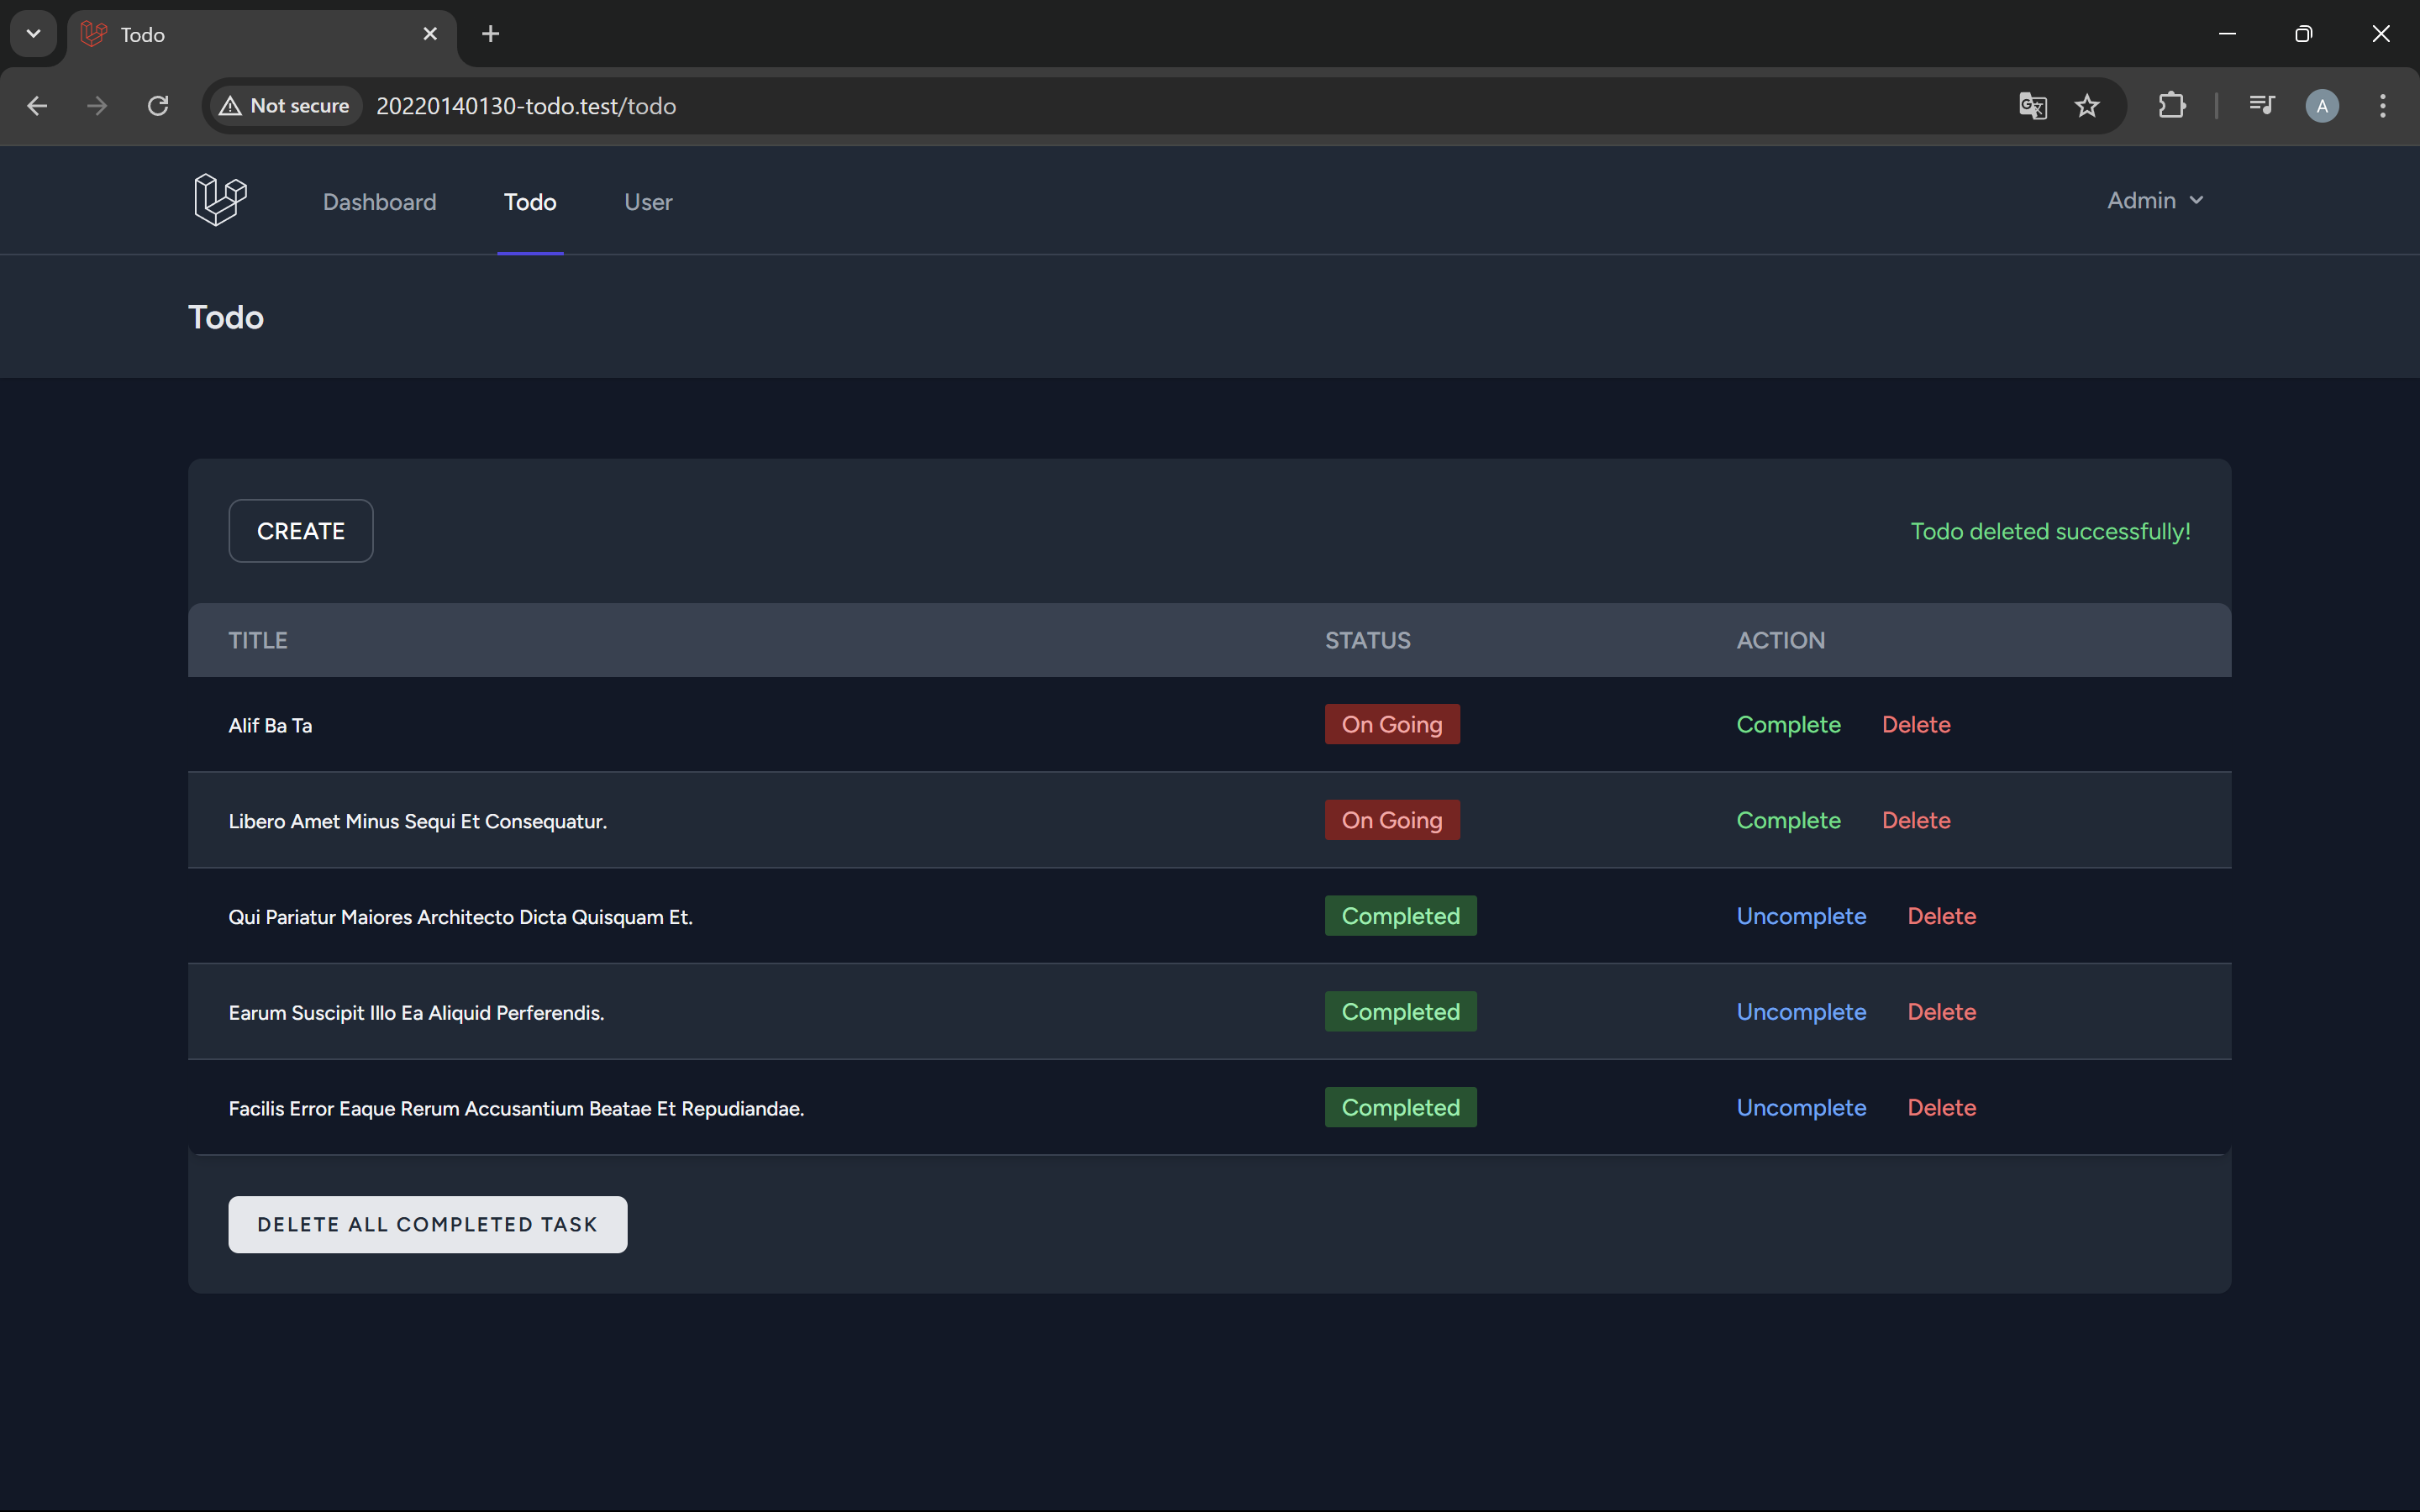 Todo
Not secure 20220140130-todo.test/todo A
Dashboard Todo User Admin
Todo
CREATE Todo deleted successfully!
TITLE STATUS ACTION
Alif Ba Ta On Going Complete Delete
Libero Amet Minus Sequi Et Consequatur. On Going Complete Delete
Qui Pariatur Maiores Architecto Dicta Quisquam Et. Completed Uncomplete Delete
Earum Suscipit Illo Ea Aliquid Perferendis. Completed Uncomplete Delete
Facilis Error Eaque Rerum Accusantium Beatae Et Repudiandae. Completed Uncomplete Delete
DELETE ALL COMPLETED TASK